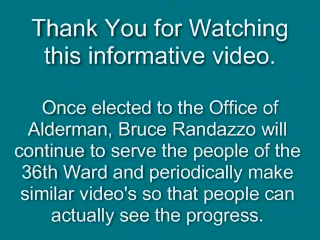 Thank You for Watching
this informative video.
Once elected to the Office of
Alderman, Bruce Randazzo will
continue to serve the people of the
36th Ward and periodically make
similar video's so that people can
actually see the progress.